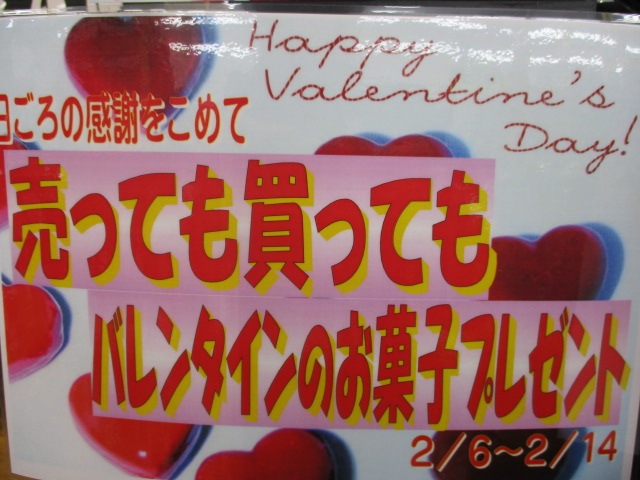 Happy
Valentine's
Day!
日ごろの感謝をこめて
売っても買っても
バレンタインのお菓子プレゼント
2/6～2/14